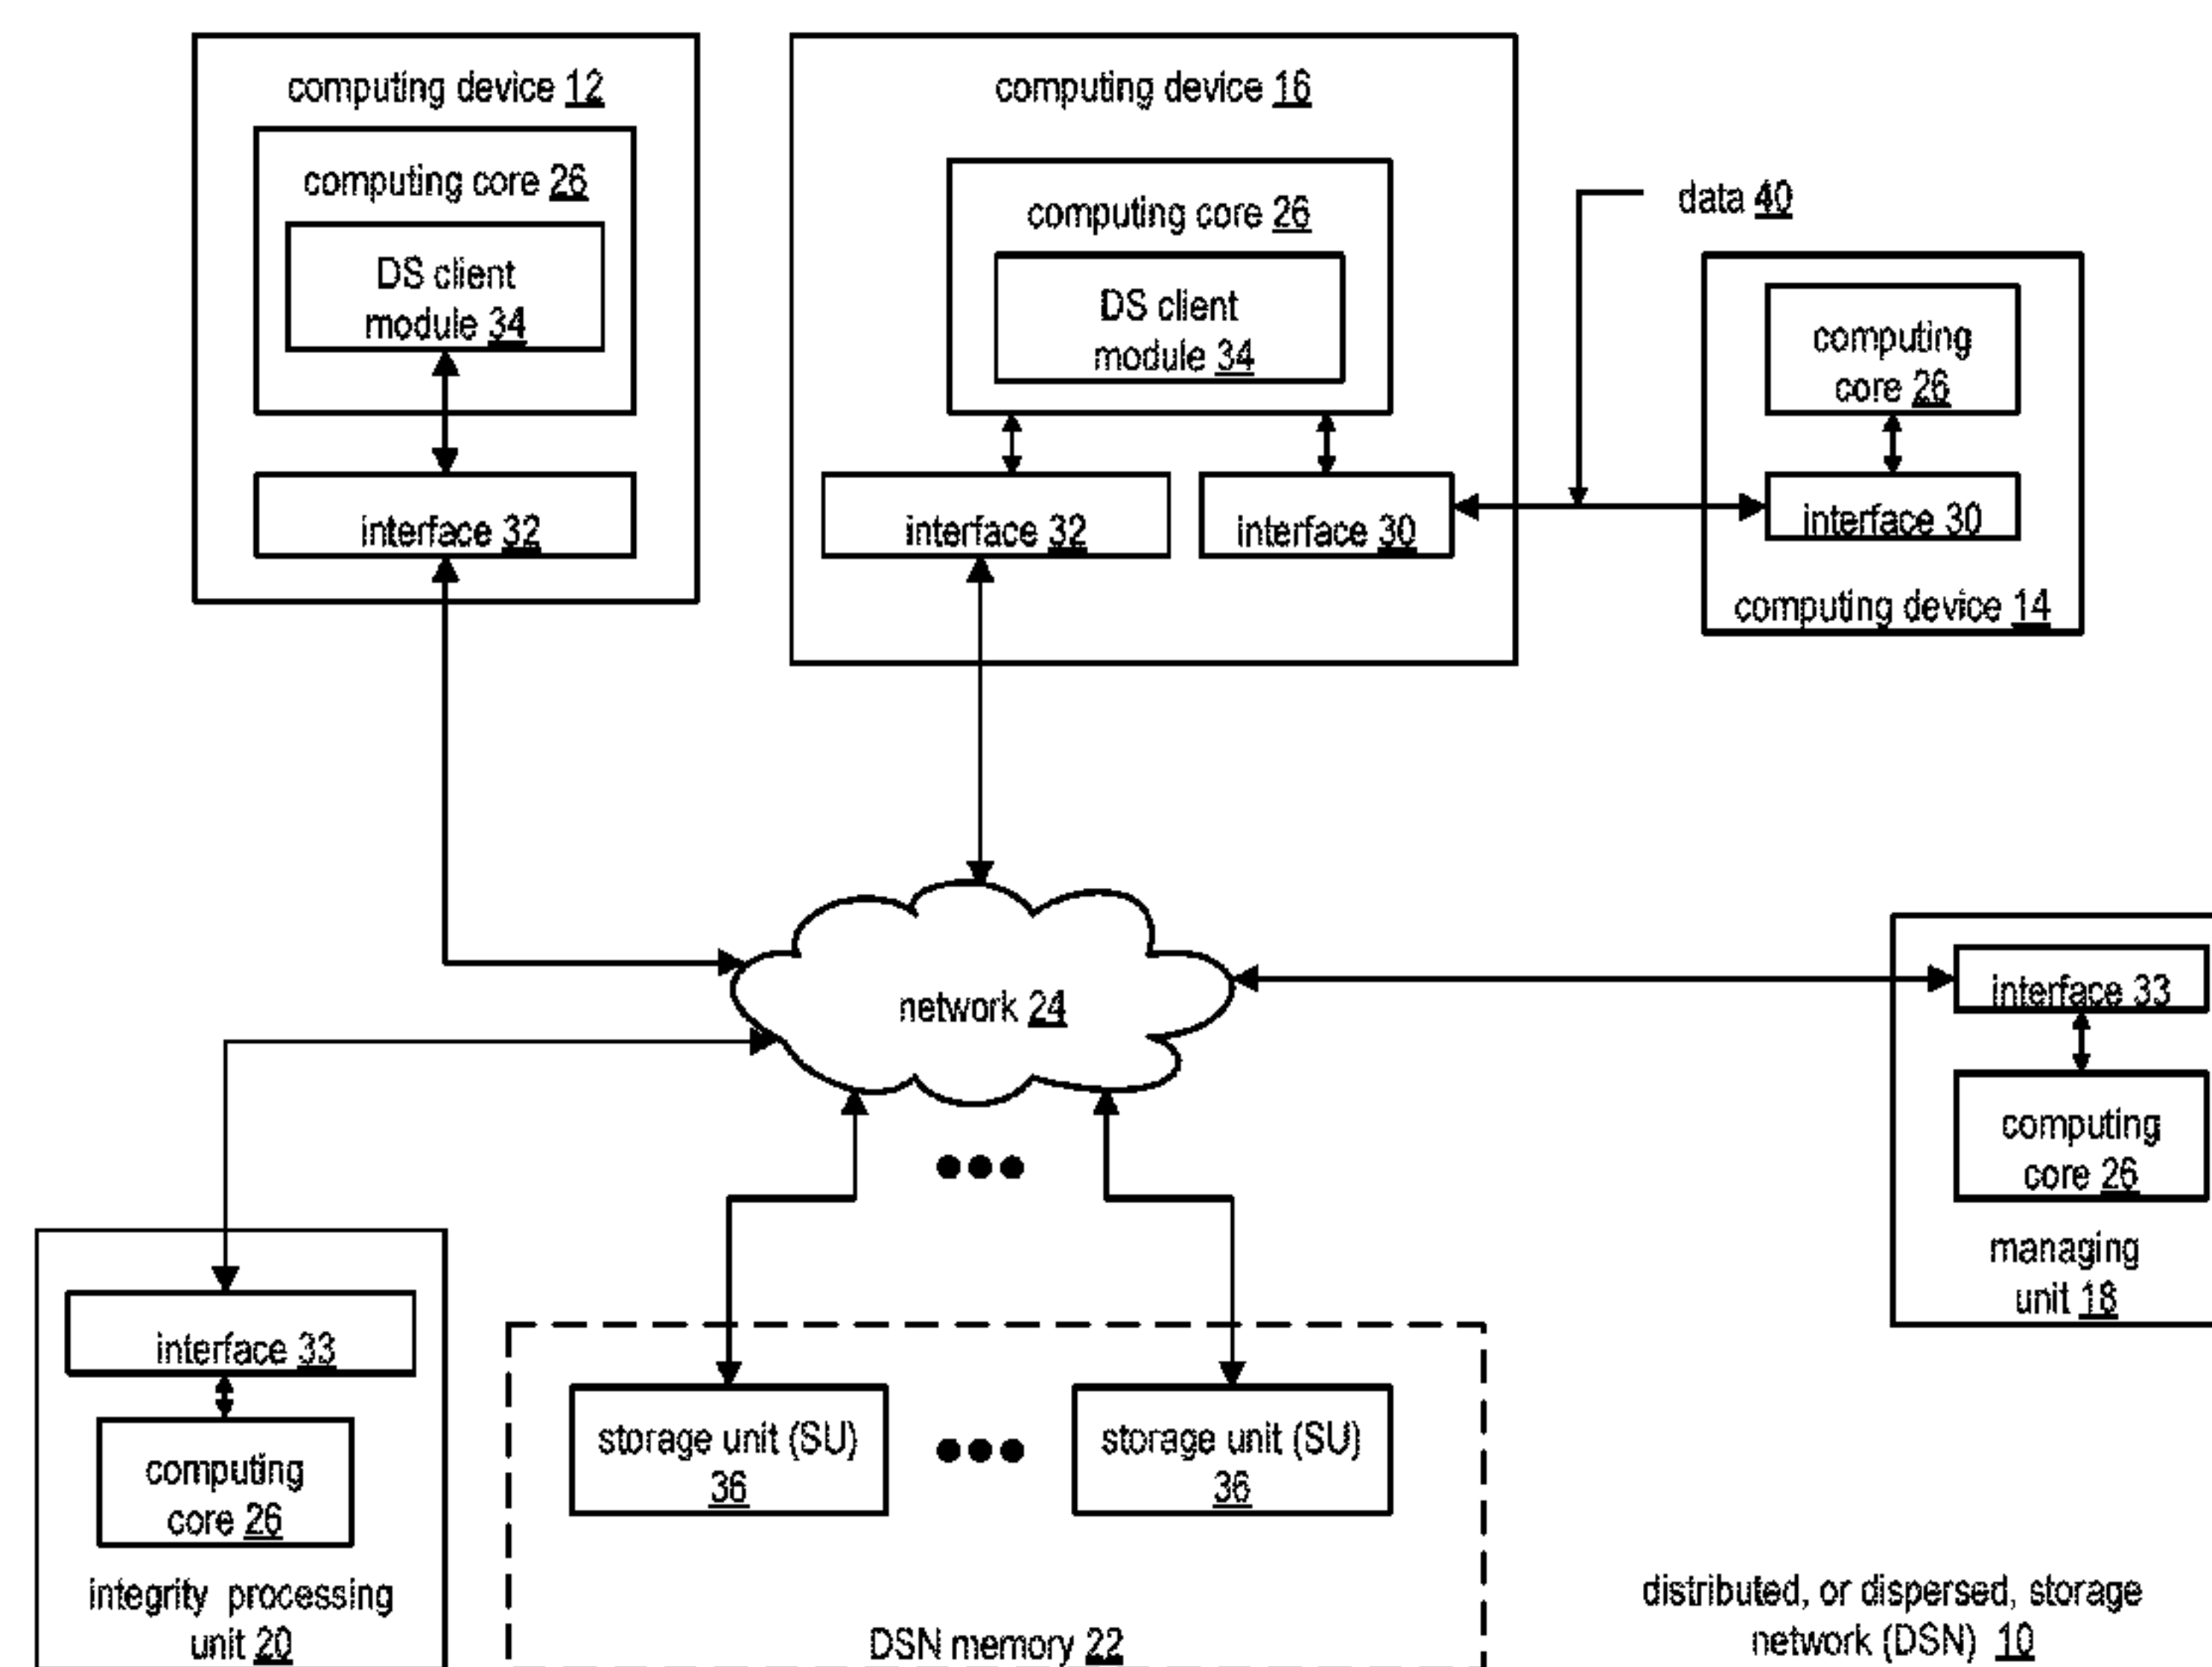 computing device 12
computing core 26
DS client
module 34
interface 32
computing device 16
computing core 26
DS client
module 34
interface 32
interface 30
data 40
computing
core 26
interface 30
computing device 14
network 24
interface 33
computing
core 26
managing
unit 18
interface 33
computing
core 26
integrity processing
unit 20
storage unit (SU)
36
storage unit (SU)
36
DSN memory 22
distributed, or dispersed, storage
network (DSN) 10